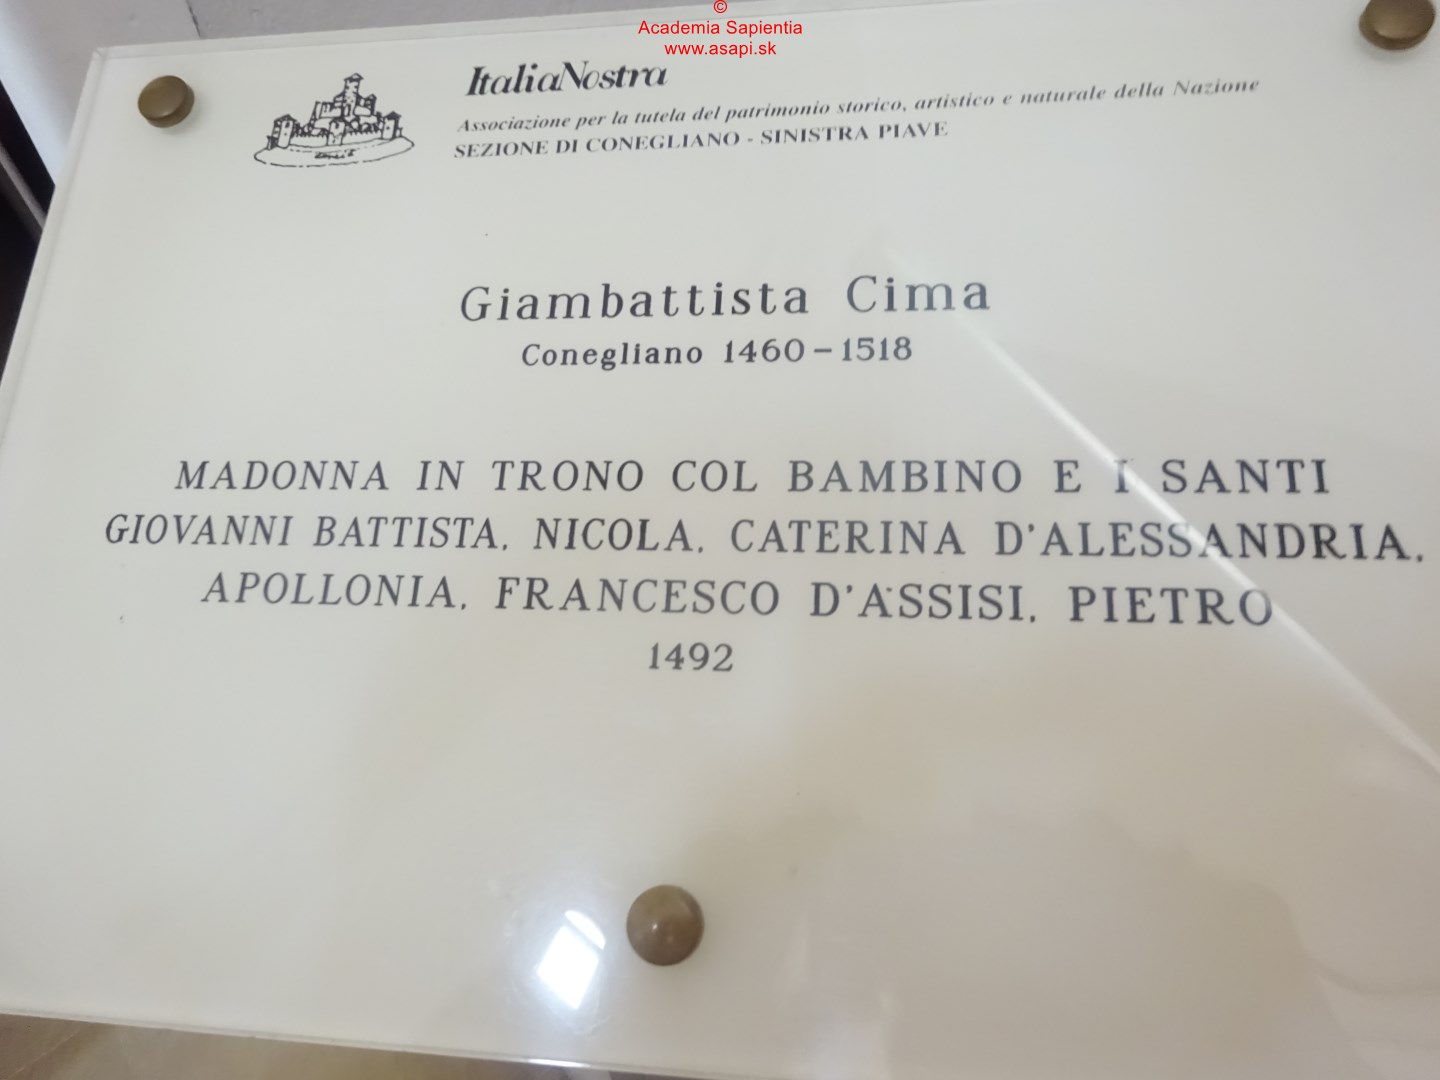 ©
Academia Sapientia
www.asapi.sk
ItaliaNostra
Associazione per la tutela del patrimonio storico, artistico e naturale della Nazione
SEZIONE DI CONEGLIANO - SINISTRA PIAVE
Giambattista Cima
Conegliano 1460 – 1518
MADONNA IN TRONO COL BAMBINO E I SANTI
GIOVANNI BATTISTA, NICOLA, CATERINA D'ALESSANDRIA,
APOLLONIA, FRANCESCO D'ASSISI, PIETRO
1492